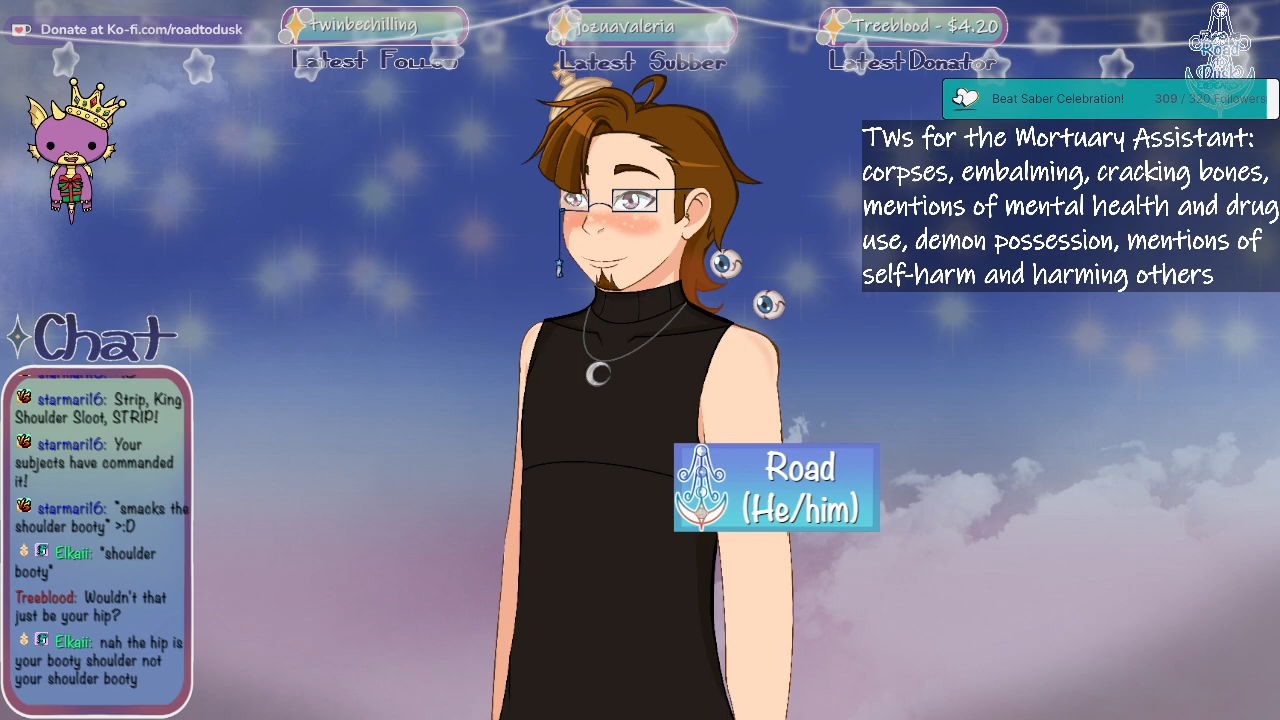 Donate at Ko-fi.com/roadtodusk
twinbechilling
jozuavaleria
Treeblood - $4.20
Latest Follow
Latest Subber
Latest Donator
Road
Beat Saber Celebration!
309 / 320 Followers
TWs for the Mortuary Assistant:
corpses, embalming, cracking bones,
mentions of mental health and drug
use, demon possession, mentions of
self-harm and harming others
Chat
starmari16: Strip, King
Shoulder Sloot, STRIP!
starmari16: Your
subjects have commanded
it!
starmari16: *smacks the
shoulder booty* >:D
Elkaii: *shoulder
booty*
Treeblood: Wouldn't that
just be your hip?
Elkaii: nah the hip is
your booty shoulder not
your shoulder booty
Road
(He/him)